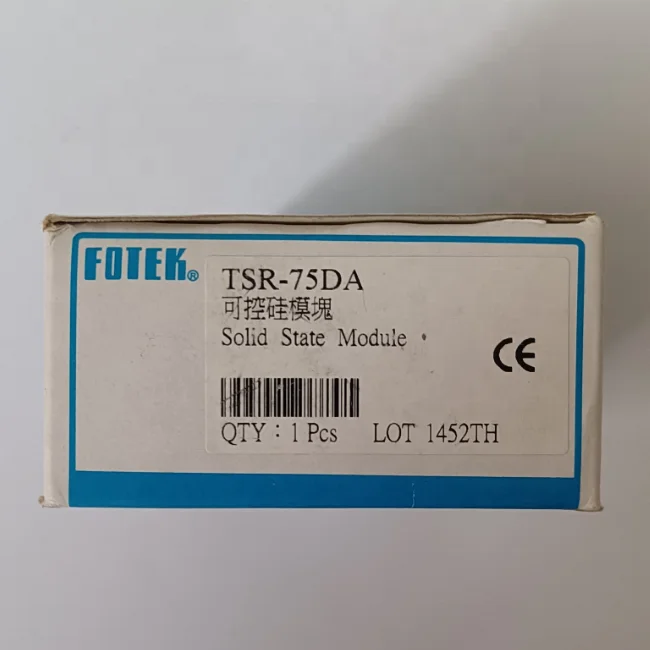 FOTEK®
TSR-75DA
可控硅模塊
Solid State Module
CE
QTY : 1 Pcs LOT 1452TH